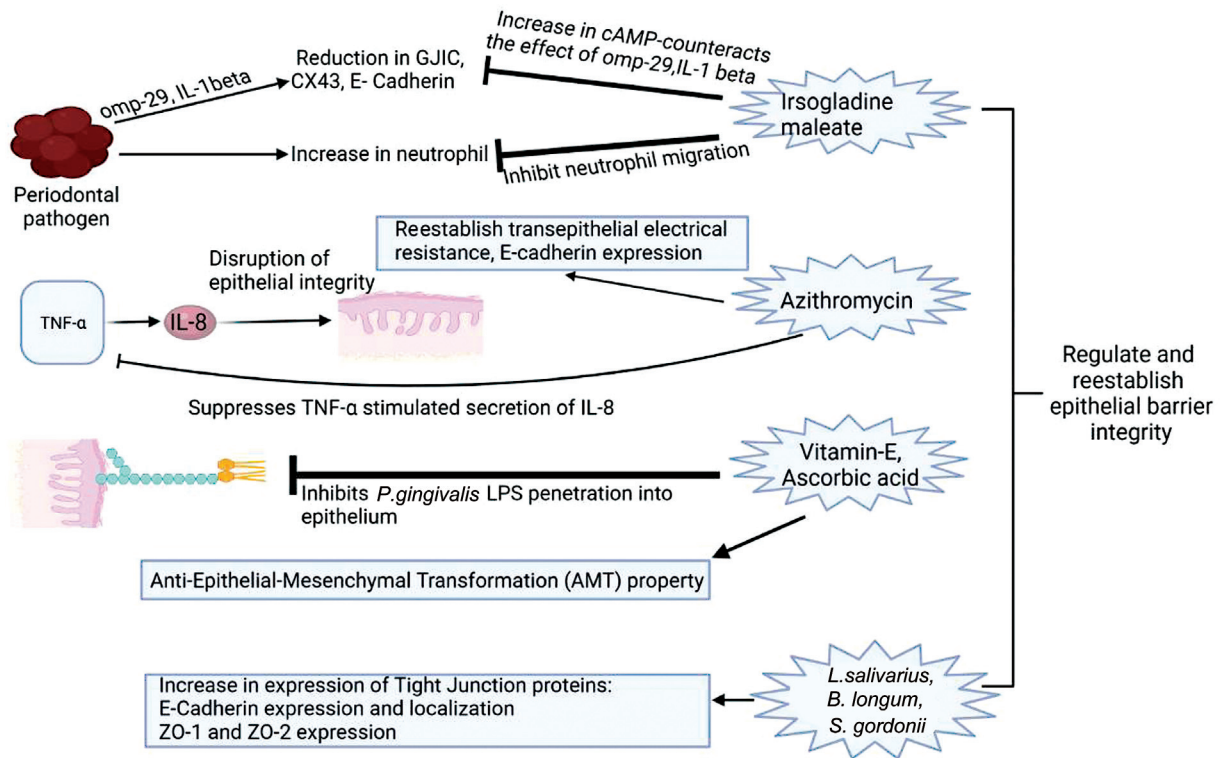 Increase in cAMP-counteracts
the effect of omp-29,IL-1 beta
Reduction in GJIC,
CX43, E- Cadherin
omp-29, IL-1beta
Irsogladine
maleate
Increase in neutrophil
Inhibit neutrophil migration
Periodontal
pathogen
Reestablish transepithelial electrical
resistance, E-cadherin expression
Disruption of
epithelial integrity
Azithromycin
TNF-α
IL-8
Suppresses TNF-α stimulated secretion of IL-8
Regulate and
reestablish
epithelial barrier
integrity
Vitamin-E,
Ascorbic acid
Inhibits P.gingivalis LPS penetration into
epithelium
Anti-Epithelial-Mesenchymal Transformation (AMT) property
Increase in expression of Tight Junction proteins:
E-Cadherin expression and localization
ZO-1 and ZO-2 expression
L.salivarius,
B. longum,
S. gordonii